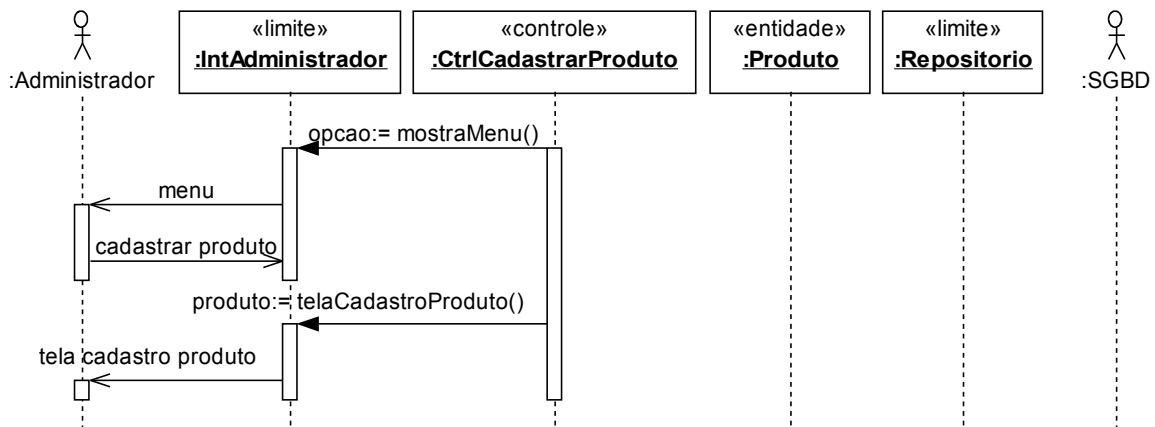 «limite»
:IntAdministrador
«controle»
:CtrlCadastrarProduto
«entidade»
:Produto
«limite»
:Repositorio
:Administrador
:SGBD
opcao:= mostraMenu()
menu
cadastrar produto
produto:= telaCadastroProduto()
tela cadastro produto